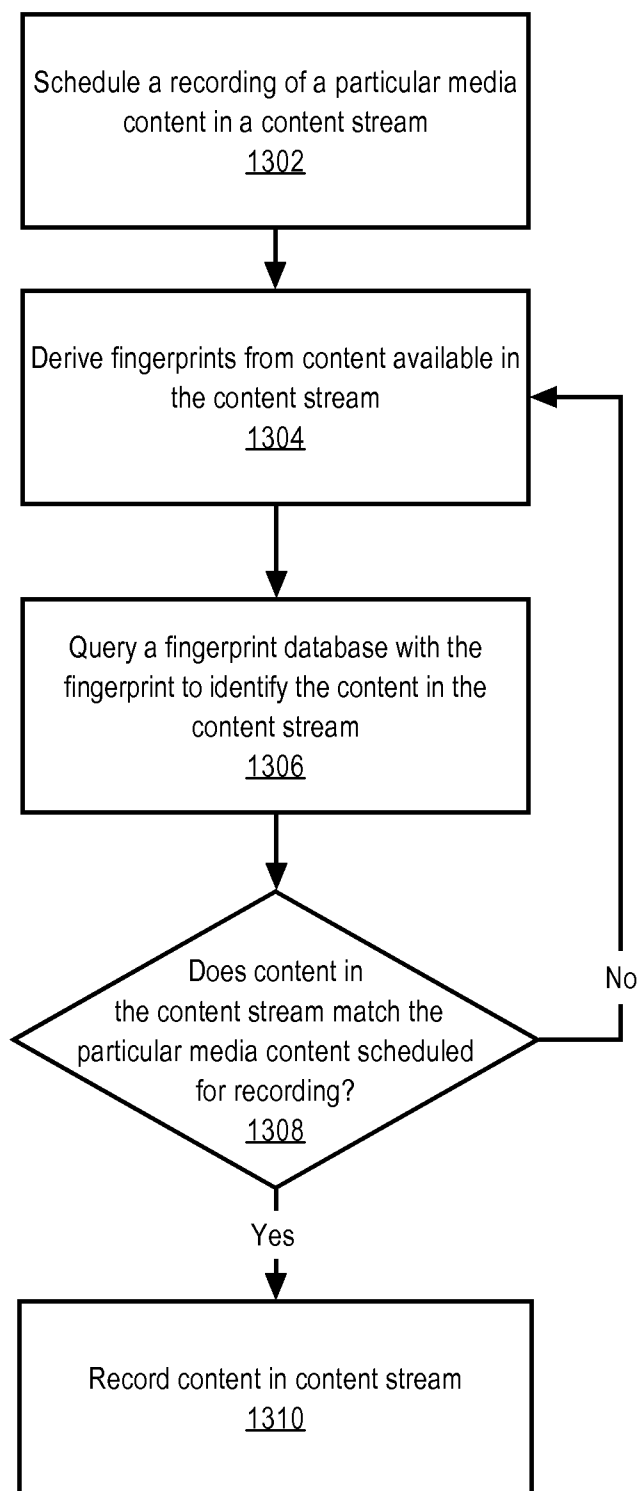 Schedule a recording of a particular media
content in a content stream
1302
Derive fingerprints from content available in
the content stream
1304
Query a fingerprint database with the
fingerprint to identify the content in the
content stream
1306
Does content in
the content stream match the
particular media content scheduled
for recording?
1308
No
Yes
Record content in content stream
1310